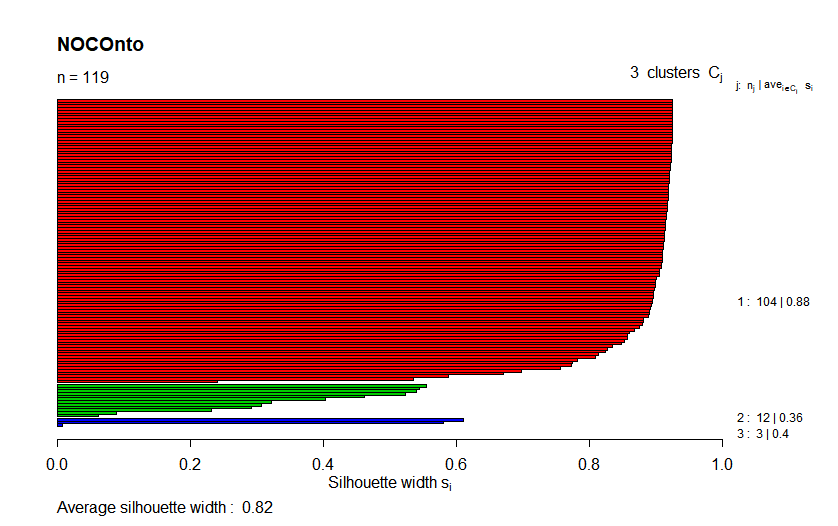 NOCOnto
n = 119
3 clusters Cj
j: nj | avei∈Cj si
1 : 104 | 0.88
2 : 12 | 0.36
3 : 3 | 0.4
0.0 0.2 0.4 0.6 0.8 1.0
Silhouette width si
Average silhouette width : 0.82